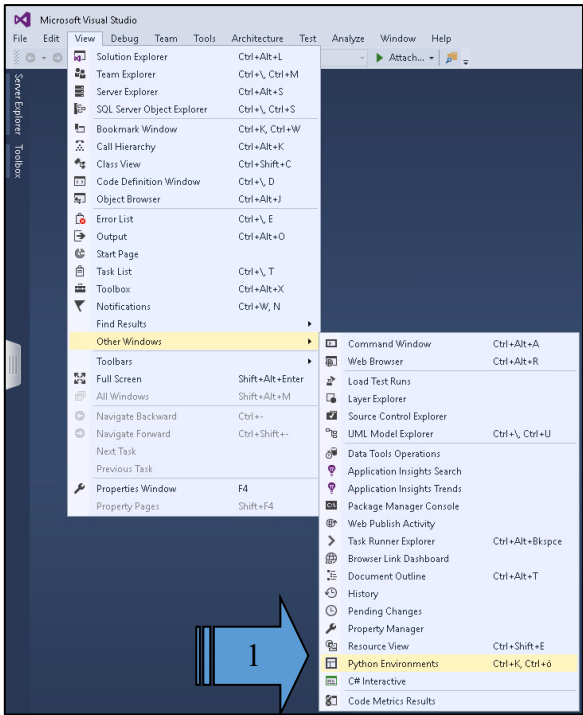 Microsoft Visual Studio
File Edit View Debug Team Tools Architecture Test Analyze Window Help
Attach...
Server Explorer
Toolbox
Solution Explorer Ctrl+Alt+L
Team Explorer Ctrl+\, Ctrl+M
Server Explorer Ctrl+Alt+S
SQL Server Object Explorer Ctrl+\, Ctrl+S
Bookmark Window Ctrl+K, Ctrl+W
Call Hierarchy Ctrl+Alt+K
Class View Ctrl+Shift+C
Code Definition Window Ctrl+\, D
Object Browser Ctrl+Alt+J
Error List Ctrl+\, E
Output Ctrl+Alt+O
Start Page
Task List Ctrl+\, T
Toolbox Ctrl+Alt+X
Notifications Ctrl+W, N
Find Results
Other Windows
Toolbars
Full Screen Shift+Alt+Enter
All Windows Shift+Alt+M
Navigate Backward Ctrl+-
Navigate Forward Ctrl+Shift+-
Next Task
Previous Task
Properties Window F4
Property Pages Shift+F4
Command Window Ctrl+Alt+A
Web Browser Ctrl+Alt+R
Load Test Runs
Layer Explorer
Source Control Explorer
UML Model Explorer Ctrl+\, Ctrl+U
Data Tools Operations
Application Insights Search
Application Insights Trends
Package Manager Console
Web Publish Activity
Task Runner Explorer Ctrl+Alt+Bkspce
Browser Link Dashboard
Document Outline Ctrl+Alt+T
History
Pending Changes
Property Manager
Resource View Ctrl+Shift+E
Python Environments Ctrl+K, Ctrl+ó
C# Interactive
Code Metrics Results
1